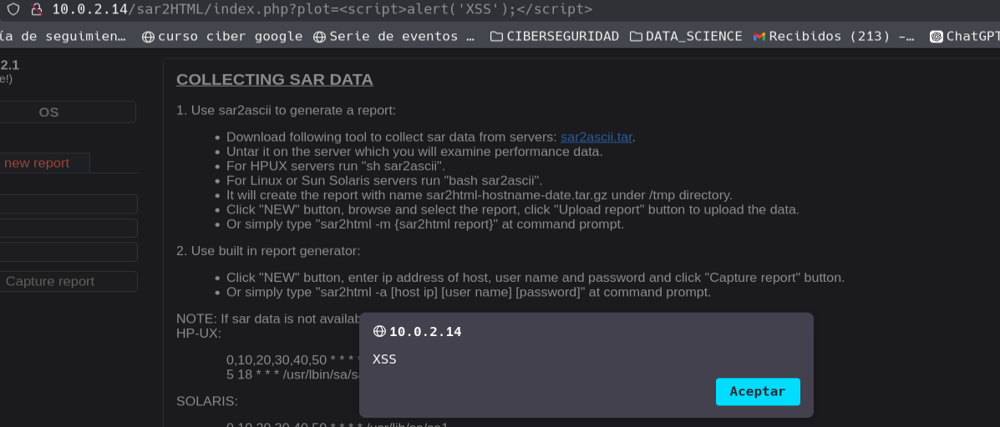 10.0.2.14/sar2HTML/index.php?plot=<script>alert('XSS');</script>
ía de seguimien… curso ciber google Serie de eventos … CIBERSEGURIDAD DATA_SCIENCE Recibidos (213) -… ChatGPT
2.1
e!)
OS
new report
Capture report
COLLECTING SAR DATA
1. Use sar2ascii to generate a report:
• Download following tool to collect sar data from servers: sar2ascii.tar.
• Untar it on the server which you will examine performance data.
• For HPUX servers run "sh sar2ascii".
• For Linux or Sun Solaris servers run "bash sar2ascii".
• It will create the report with name sar2html-hostname-date.tar.gz under /tmp directory.
• Click "NEW" button, browse and select the report, click "Upload report" button to upload the data.
• Or simply type "sar2html -m {sar2html report}" at command prompt.
2. Use built in report generator:
• Click "NEW" button, enter ip address of host, user name and password and click "Capture report" button.
• Or simply type "sar2html -a [host ip] [user name] [password]" at command prompt.
NOTE: If sar data is not availab
HP-UX:
0,10,20,30,40,50 * * * *
5 18 * * * /usr/lbin/sa/s
SOLARIS:
0,10,20,30,40,50 * * * * /usr/lib/sa/sa1
10.0.2.14
XSS
Aceptar